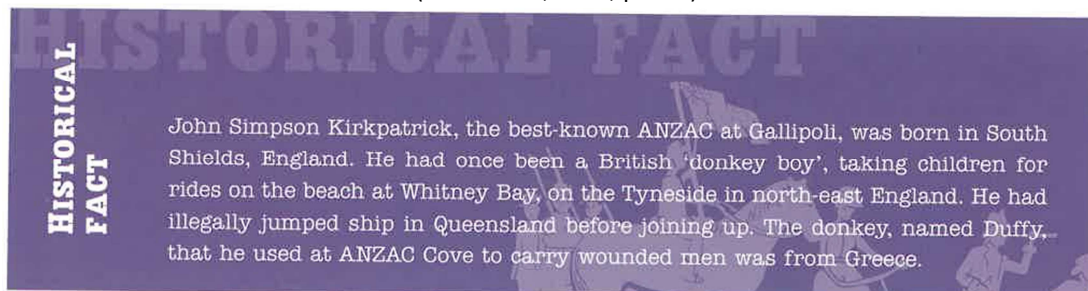 HISTORICAL FACT
HISTORICAL
FACT
John Simpson Kirkpatrick, the best-known ANZAC at Gallipoli, was born in South
Shields, England. He had once been a British ‘donkey boy’, taking children for
rides on the beach at Whitney Bay, on the Tyneside in north-east England. He had
illegally jumped ship in Queensland before joining up. The donkey, named Duffy,
that he used at ANZAC Cove to carry wounded men was from Greece.